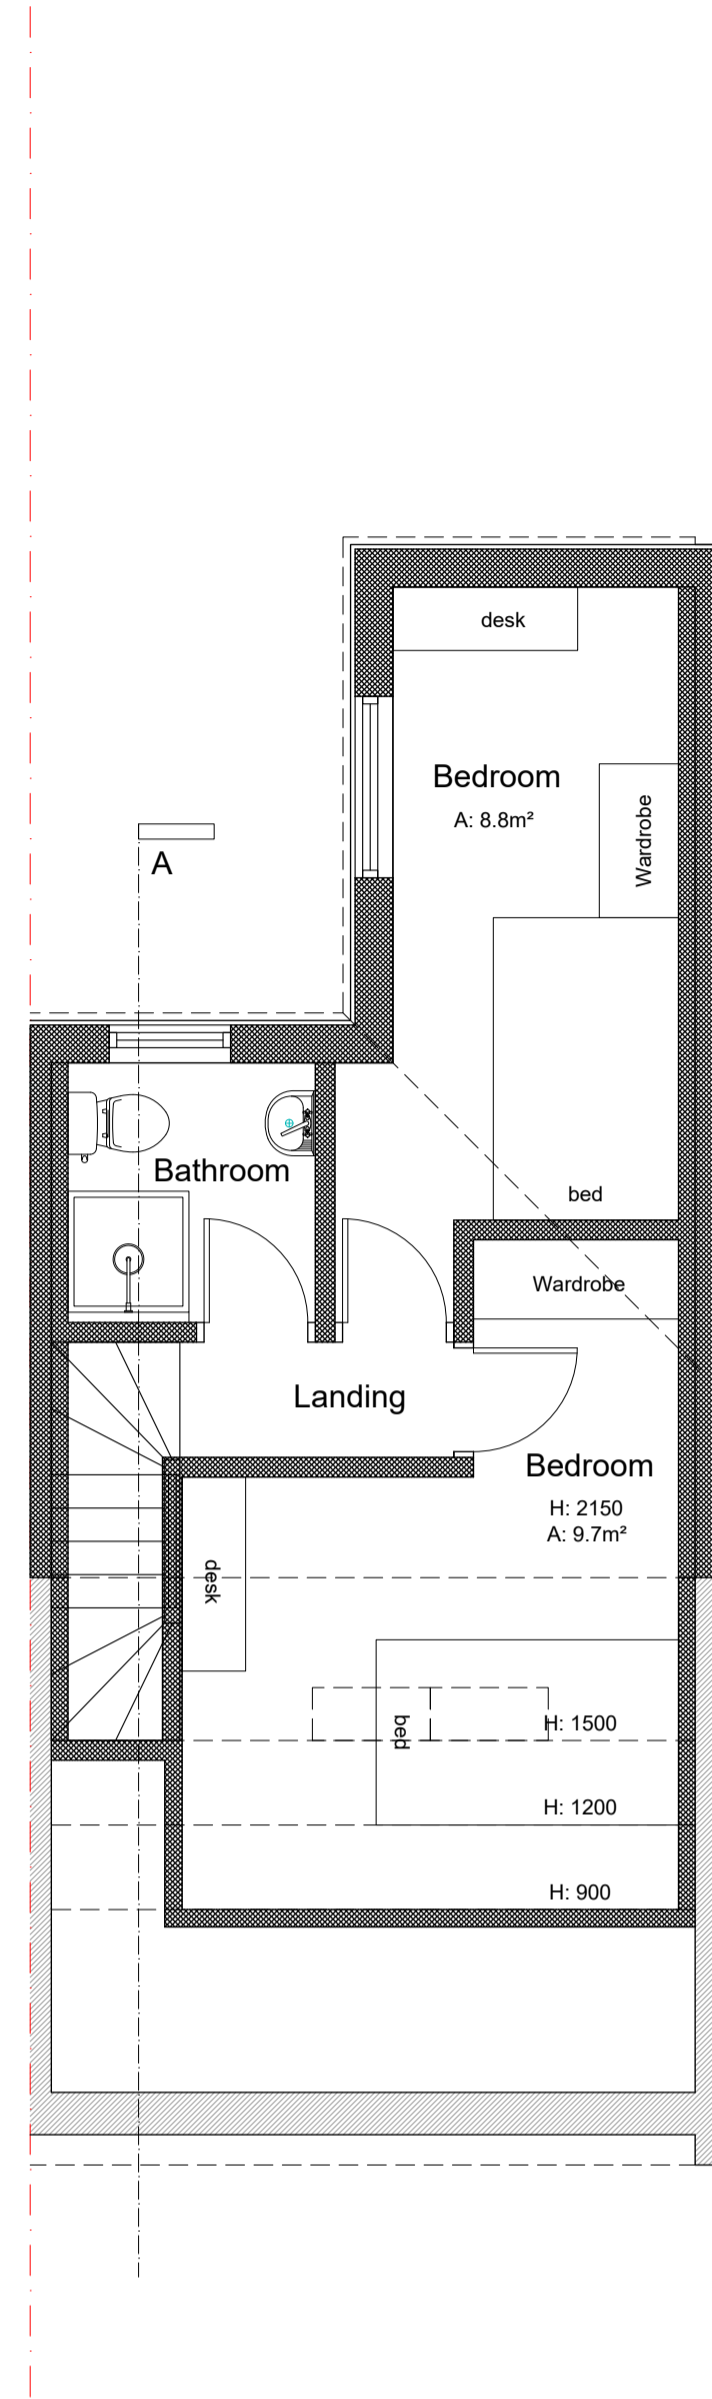 desk
Bedroom
A: 8.8m²
Wardrobe
A
Bathroom
bed
Wardrobe
Landing
Bedroom
H: 2150
A: 9.7m²
desk
bed
H: 1500
H: 1200
H: 900